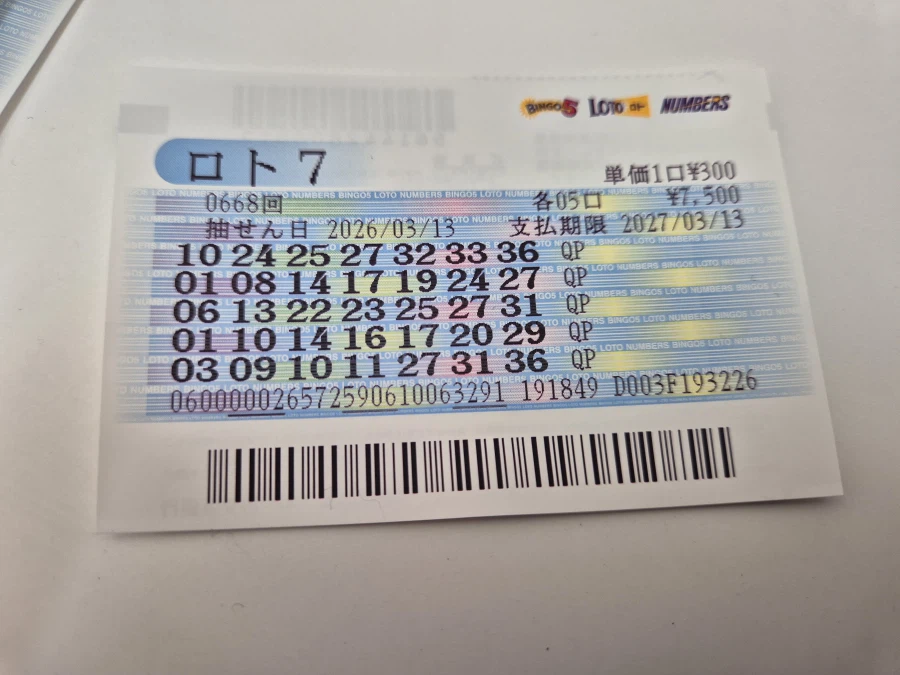 BINGO5 LOTO ロト NUMBERS
ロト7
単価1口¥300
0668回 各05口 ¥7,500
抽せん日 2026/03/13 支払期限 2027/03/13
10 24 25 27 32 33 36 QP
01 08 14 17 19 24 27 QP
06 13 22 23 25 27 31 QP
01 10 14 16 17 20 29 QP
03 09 10 11 27 31 36 QP
060000026572590610063291 191849 D003F193226